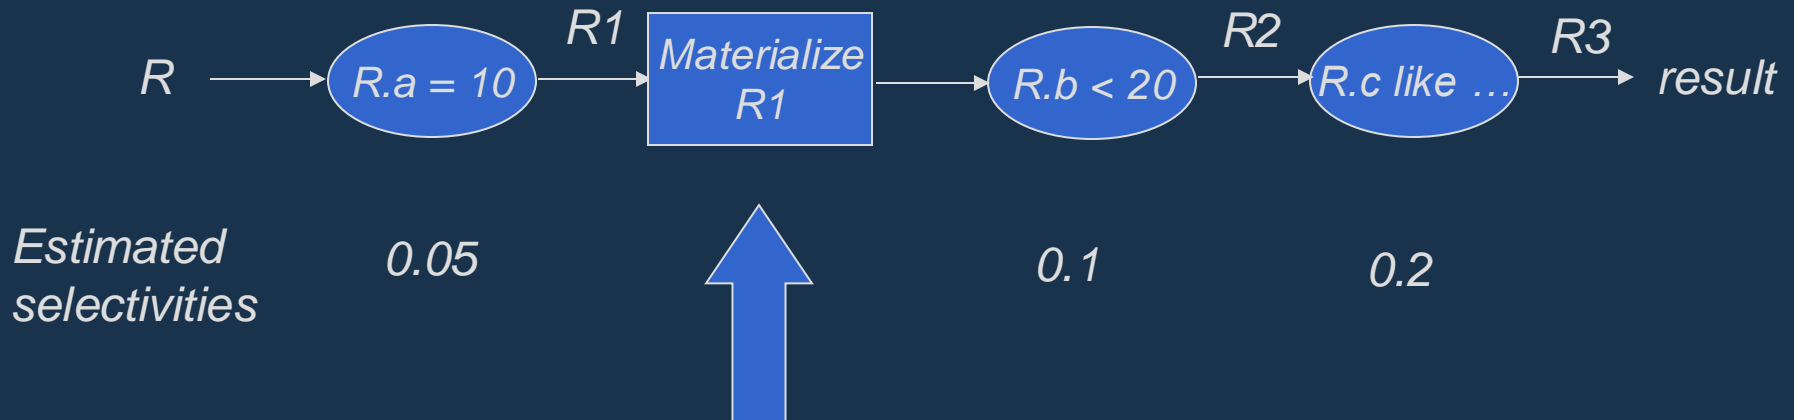 R
R.a = 10
R1
Materialize
R1
R.b < 20
R2
R.c like …
R3
result
Estimated
selectivities
0.05
0.1
0.2